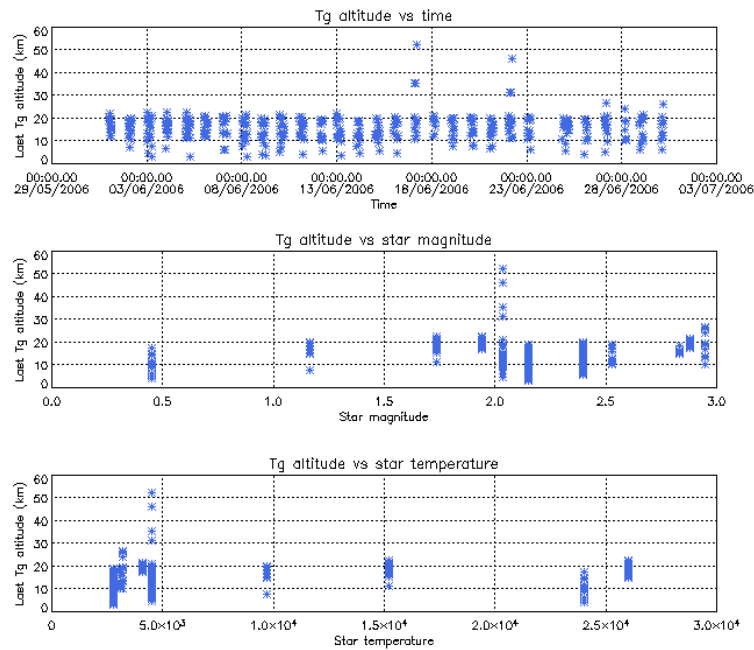 Tg altitude vs time
Last Tg altitude (km)
60
50
40
30
20
10
0
00:00.00 00:00.00 00:00.00 00:00.00 00:00.00 00:00.00 00:00.00 00:00.00
29/05/2006 03/06/2006 08/06/2006 13/06/2006 18/06/2006 23/06/2006 28/06/2006 03/07/2006
Time
Tg altitude vs star magnitude
Last Tg altitude (km)
60
50
40
30
20
10
0
0.0 0.5 1.0 1.5 2.0 2.5 3.0
Star magnitude
Tg altitude vs star temperature
Last Tg altitude (km)
60
50
40
30
20
10
0
0 5.0×10³ 1.0×10⁴ 1.5×10⁴ 2.0×10⁴ 2.5×10⁴ 3.0×10⁴
Star temperature